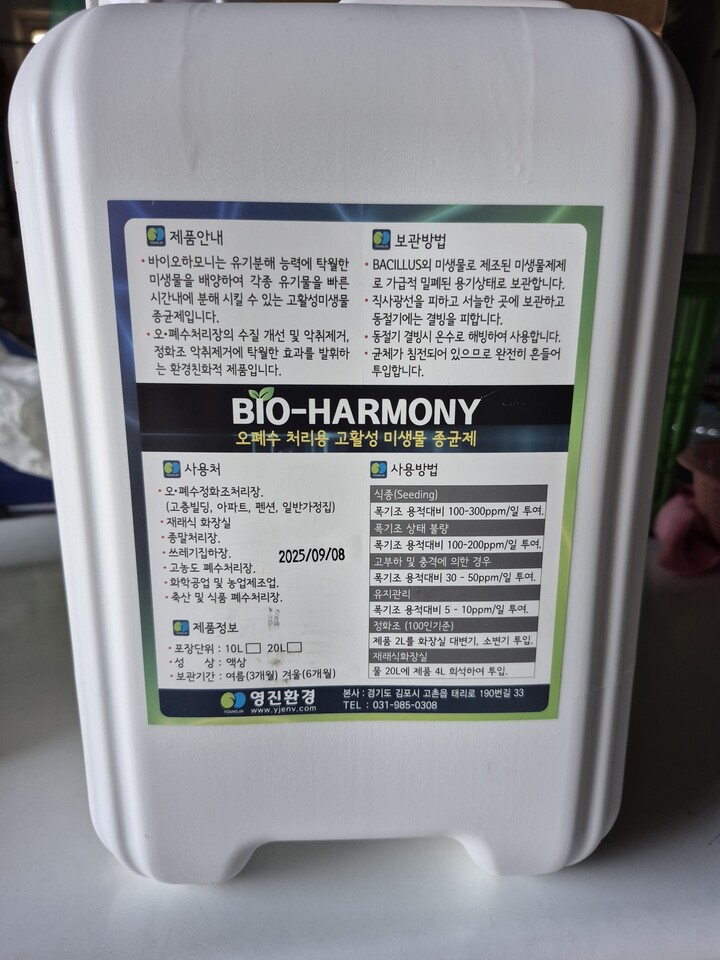 제품안내
• 바이오하모니는 유기분해 능력에 탁월한
미생물을 배양하여 각종 유기물을 빠른
시간내에 분해 시킬 수 있는 고활성미생물
종균제입니다.
• 오·폐수처리장의 수질 개선 및 악취제거,
정화조 악취제거에 탁월한 효과를 발휘하
는 환경친화적 제품입니다.
보관방법
• BACILLUS외 미생물로 제조된 미생물제제
로 가급적 밀폐된 용기상태로 보관합니다.
• 직사광선을 피하고 서늘한 곳에 보관하고
동절기에는 결빙을 피합니다.
• 동절기 결빙시 온수로 해빙하여 사용합니다.
• 균체가 침전되어 있으므로 완전히 흔들어
투입합니다.
BIO-HARMONY
오폐수 처리용 고활성 미생물 종균제
사용처
• 오·폐수정화조처리장.
(고층빌딩, 아파트, 펜션, 일반가정집)
• 재래식 화장실
• 종말처리장.
• 쓰레기집하장.
• 고농도 폐수처리장.
• 화학공업 및 농업제조업.
• 축산 및 식품 폐수처리장.
2025/09/08
제품정보
• 포장단위 : 10L □ 20L □
• 성 상 : 액상
• 보관기간 : 여름(3개월) 겨울(6개월)
사용방법
식종(Seeding)
폭기조 용적대비 100-300ppm/일 투여.
폭기조 상태 불량
폭기조 용적대비 100-200ppm/일 투여.
고부하 및 충격에 의한 경우
폭기조 용적대비 30 - 50ppm/일 투여.
유지관리
폭기조 용적대비 5 - 10ppm/일 투여.
정화조 (100인기준)
제품 2L를 화장실 대변기, 소변기 투입.
재래식화장실
물 20L에 제품 4L 희석하여 투입.
YOUNG JIN
영진환경
www.yjenv.com
본사 : 경기도 김포시 고촌읍 태리로 190번길 33
TEL : 031-985-0308